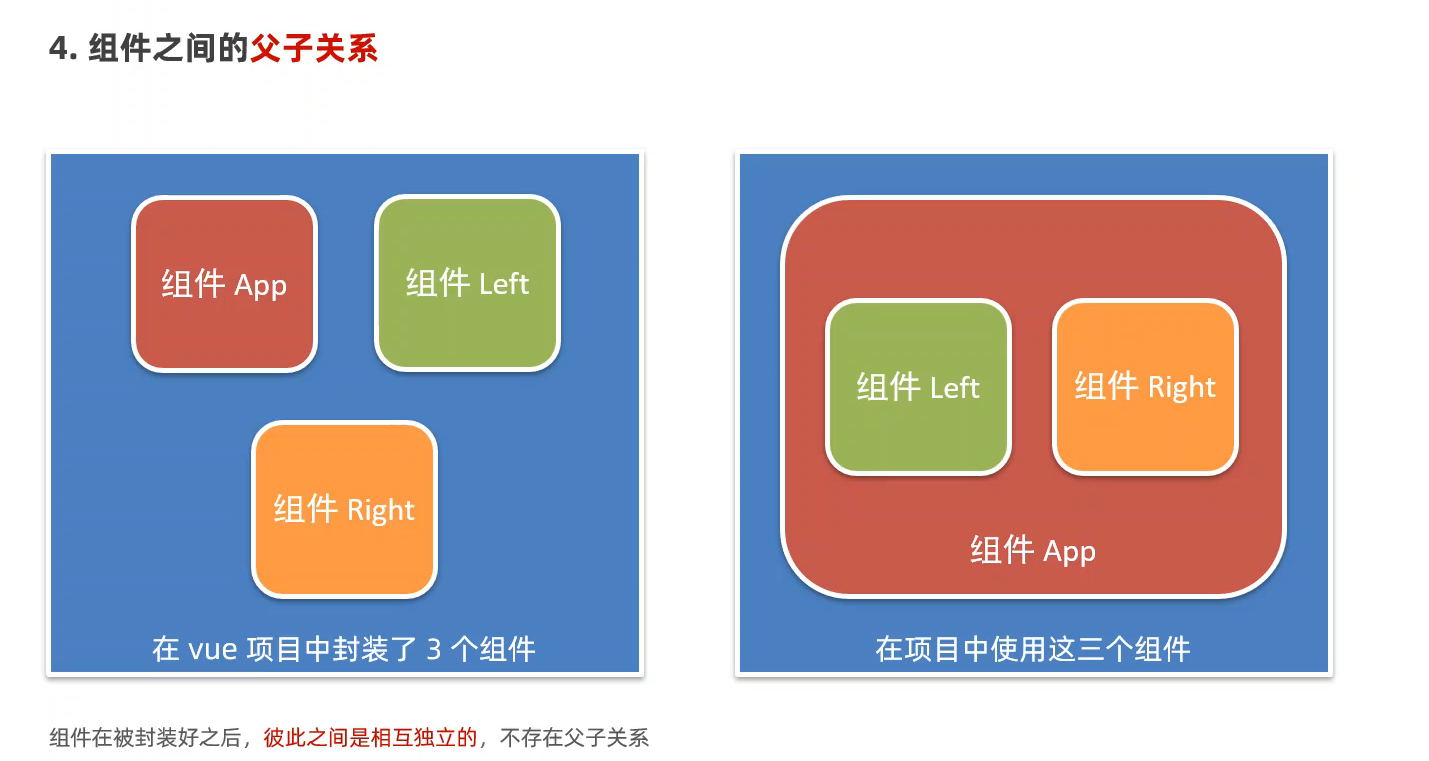 4. 组件之间的父子关系
组件 App
组件 Left
组件 Right
在 vue 项目中封装了 3 个组件
组件 Left
组件 Right
组件 App
在项目中使用这三个组件
组件在被封装好之后，彼此之间是相互独立的，不存在父子关系